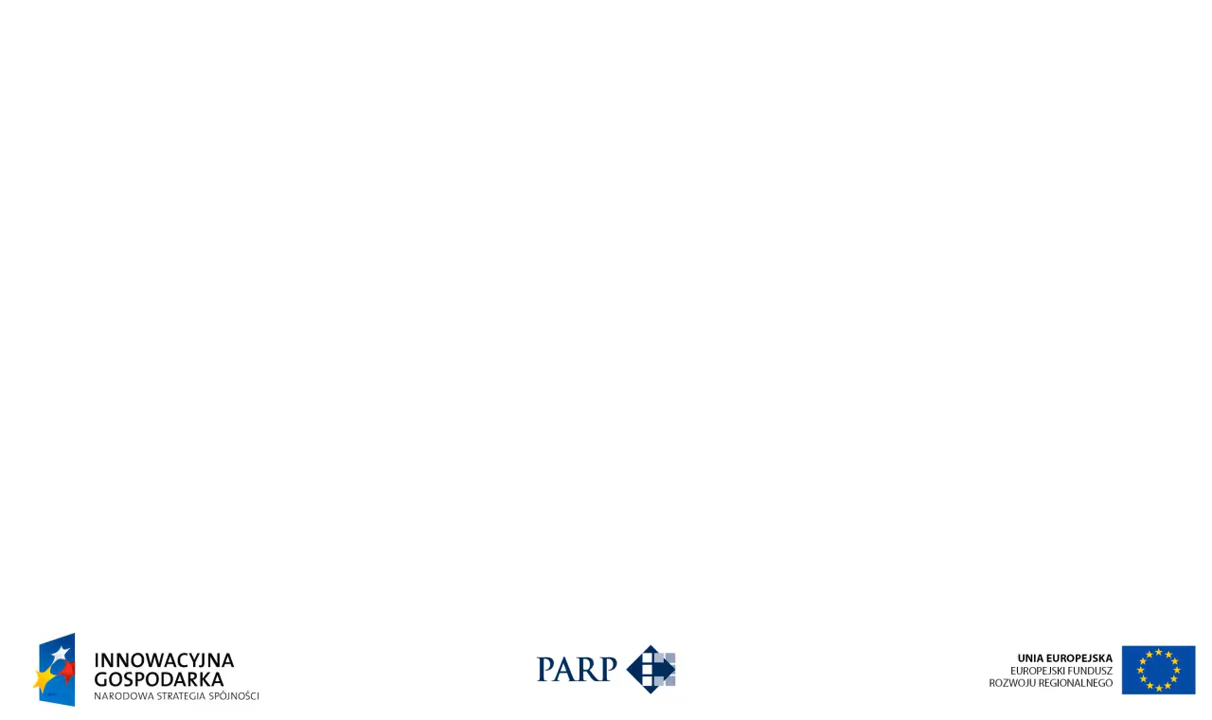 INNOWACYJNA
GOSPODARKA
NARODOWA STRATEGIA SPÓJNOŚCI
PARP
UNIA EUROPEJSKA
EUROPEJSKI FUNDUSZ
ROZWOJU REGIONALNEGO